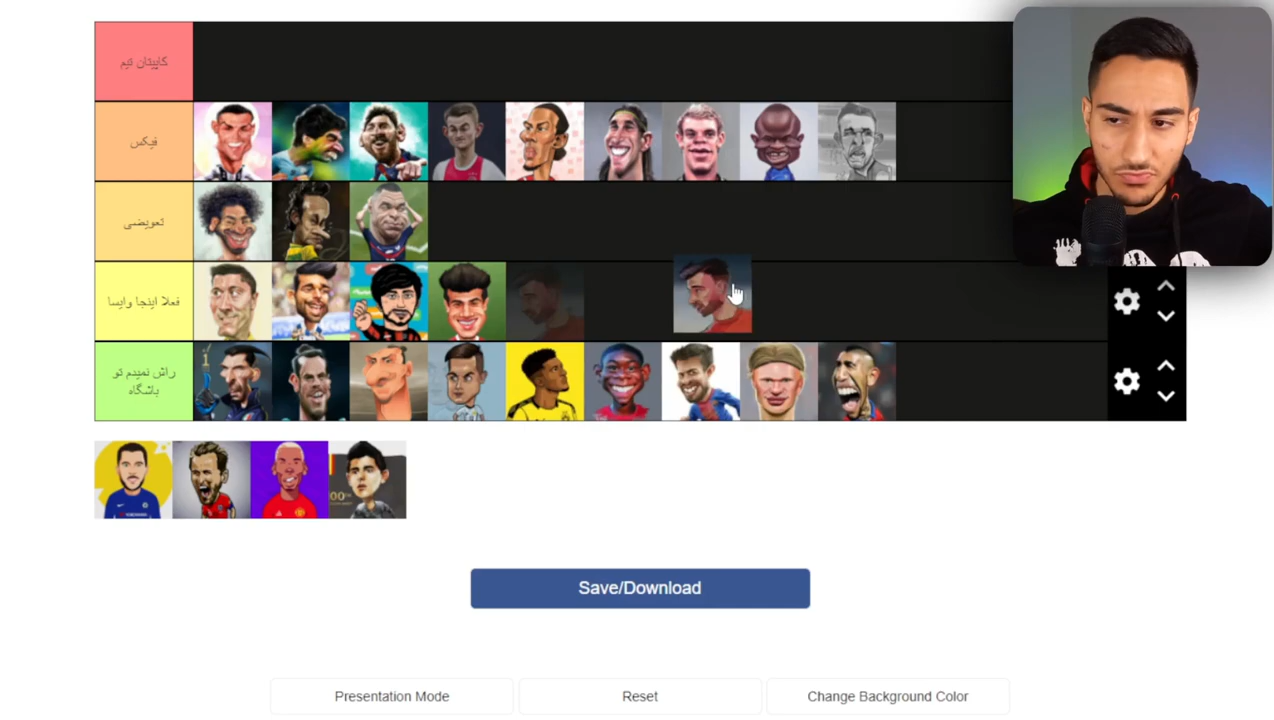 کاپیتان تیم
فیکس
تعویضی
فعلا اینجا وایسا
راش نمیدم تو
باشگاه
1
Save/Download
Presentation Mode
Reset
Change Background Color